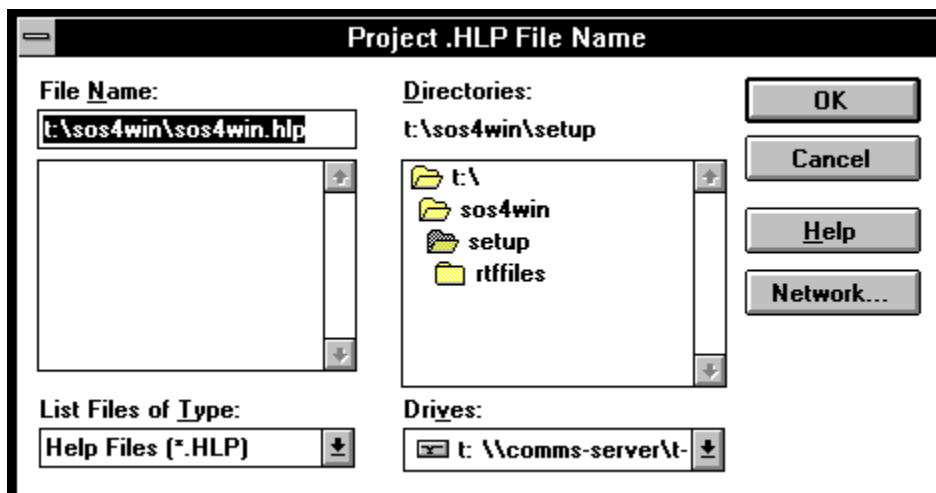 Project .HLP File Name
File Name:
t:\sos4win\sos4win.hlp
Directories:
t:\sos4win\setup
t:\
sos4win
setup
rtffiles
OK
Cancel
Help
Network...
List Files of Type:
Help Files (*.HLP)
Drives:
t: \\comms-server\t-